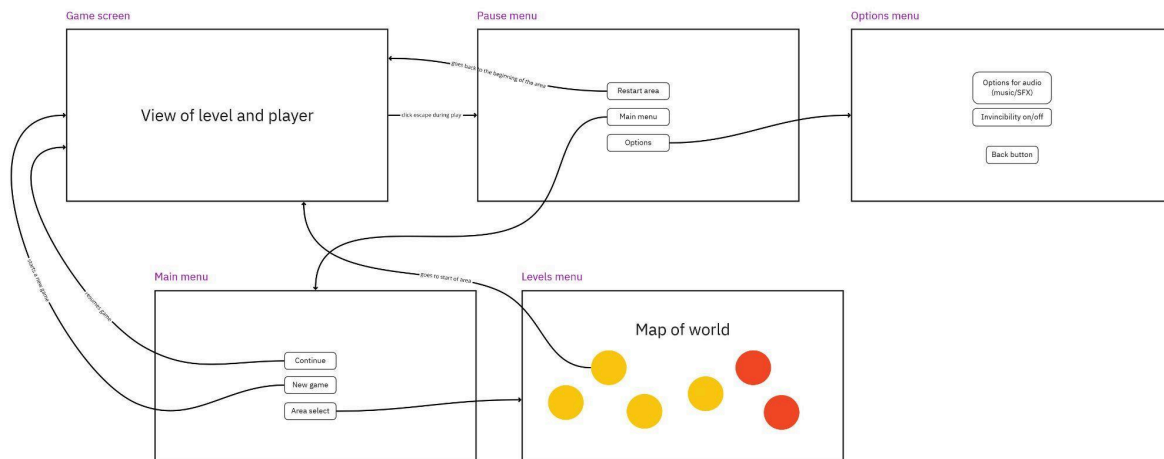 Game screen
Pause menu
Options menu
View of level and player
goes back to the beginning of the area
click escape during play
Restart area
Main menu
Options
Options for audio
(music/SFX)
Invincibility on/off
Back button
starts a new game
resumes game
goes to start of area
Main menu
Levels menu
Continue
New game
Area select
Map of world